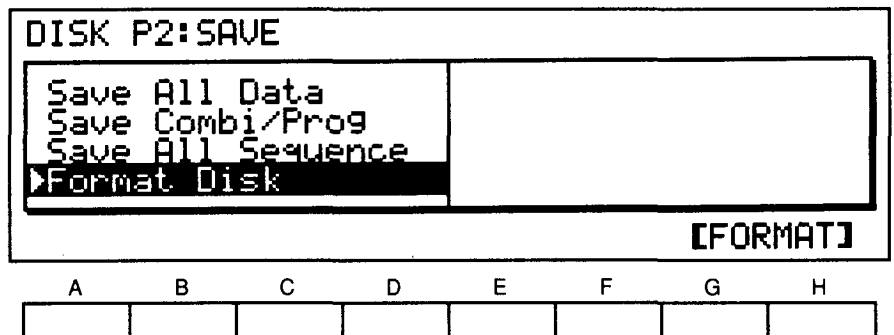 DISK P2:SAVE
Save All Data
Save Combi/Prog
Save All Sequence
▶Format Disk
[FORMAT]
A B C D E F G H